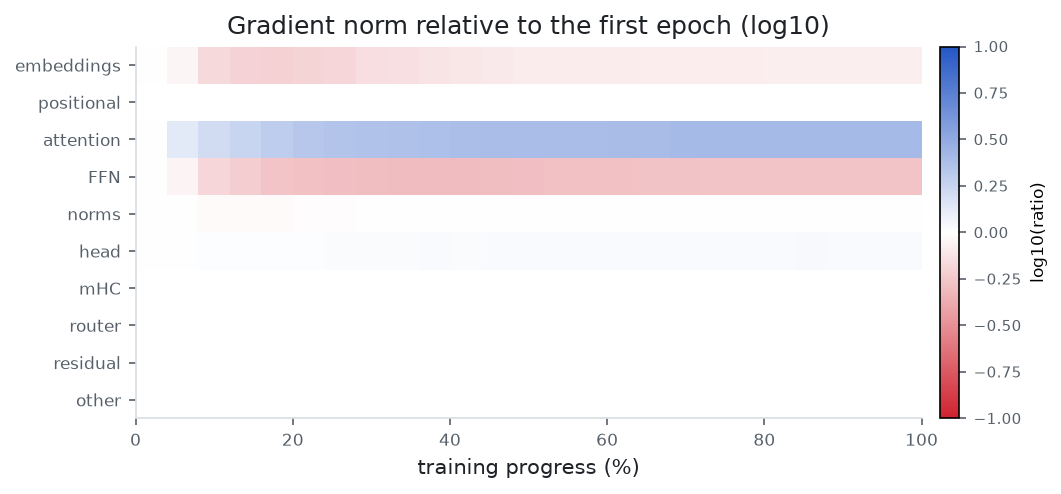 Gradient norm relative to the first epoch (log10)
embeddings
positional
attention
FFN
norms
head
mHC
router
residual
other
0 20 40 60 80 100
training progress (%)
1.00
0.75
0.50
0.25
0.00
−0.25
−0.50
−0.75
−1.00
log10(ratio)